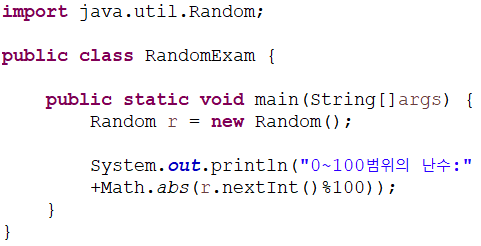 import java.util.Random;
public class RandomExam {
public static void main(String[]args) {
Random r = new Random();
System.out.println("0~100범위의 난수:"
+Math.abs(r.nextInt()%100));
}
}